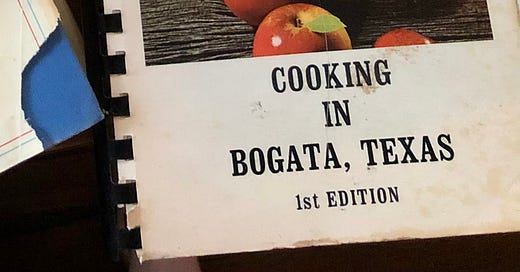 COOKING
IN
BOGATA, TEXAS
1st EDITION